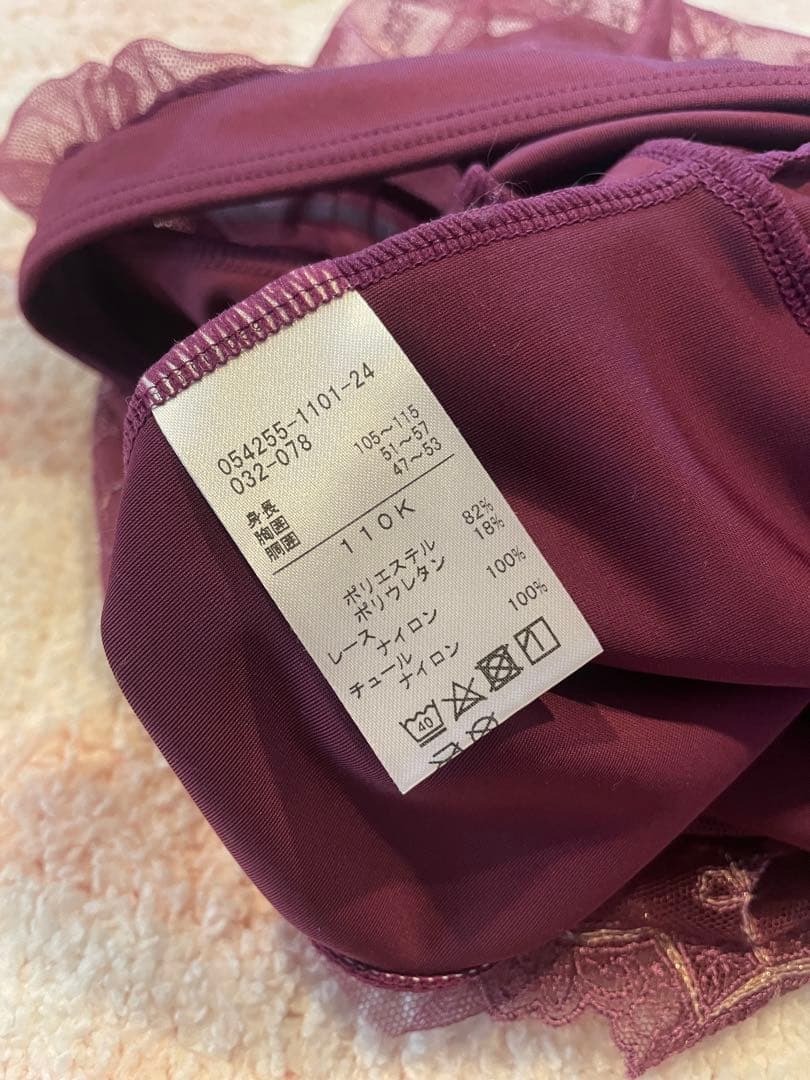 054255-1101-24
032-078
身長 105～115
胸囲 51～57
胴囲 47～53
110K
ポリエステル 82%
ポリウレタン 18%
レース
ナイロン 100%
チュール
ナイロン 100%
40